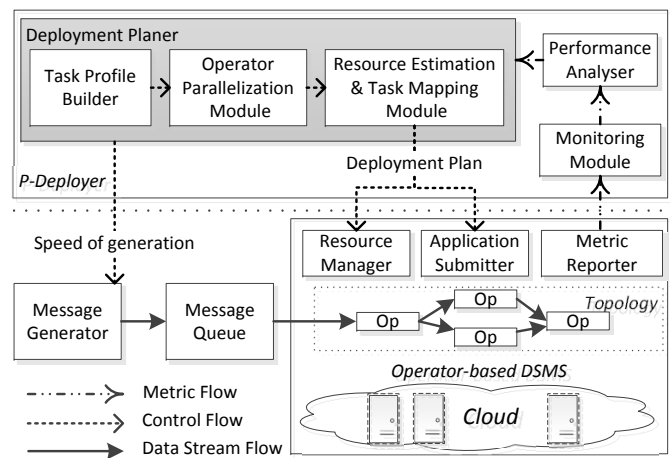 Deployment Planer
Task Profile
Builder
Operator
Parallelization
Module
Resource Estimation
& Task Mapping
Module
Performance
Analyser
Monitoring
Module
Deployment Plan
P-Deployer
Speed of generation
Resource
Manager
Application
Submitter
Metric
Reporter
Message
Generator
Message
Queue
Op
Op
Op
Op
Topology
Operator-based DSMS
Cloud
Metric Flow
Control Flow
Data Stream Flow